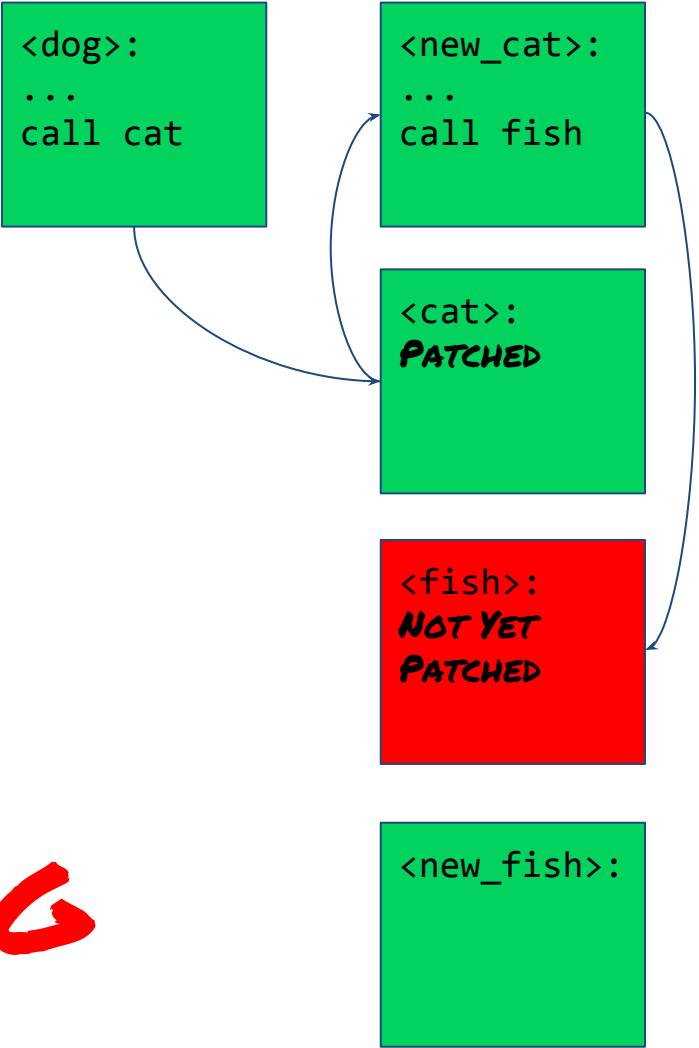 <dog>:
...
call cat
<new_cat>:
...
call fish
<cat>:
PATCHED
<fish>:
NOT YET
PATCHED
<new_fish>:
G